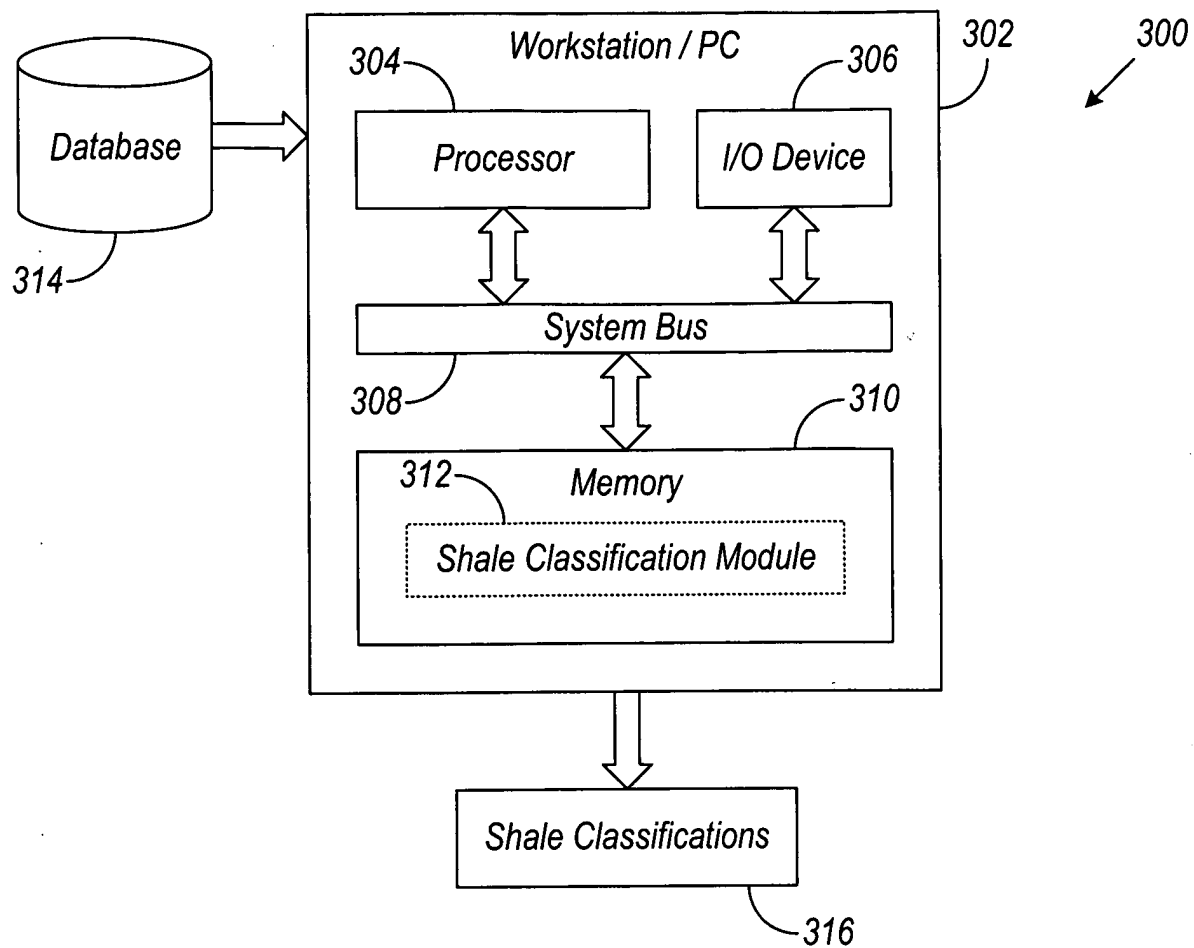 Workstation / PC
302
300
304
306
Database
Processor
I/O Device
314
System Bus
308
310
312
Memory
Shale Classification Module
Shale Classifications
316